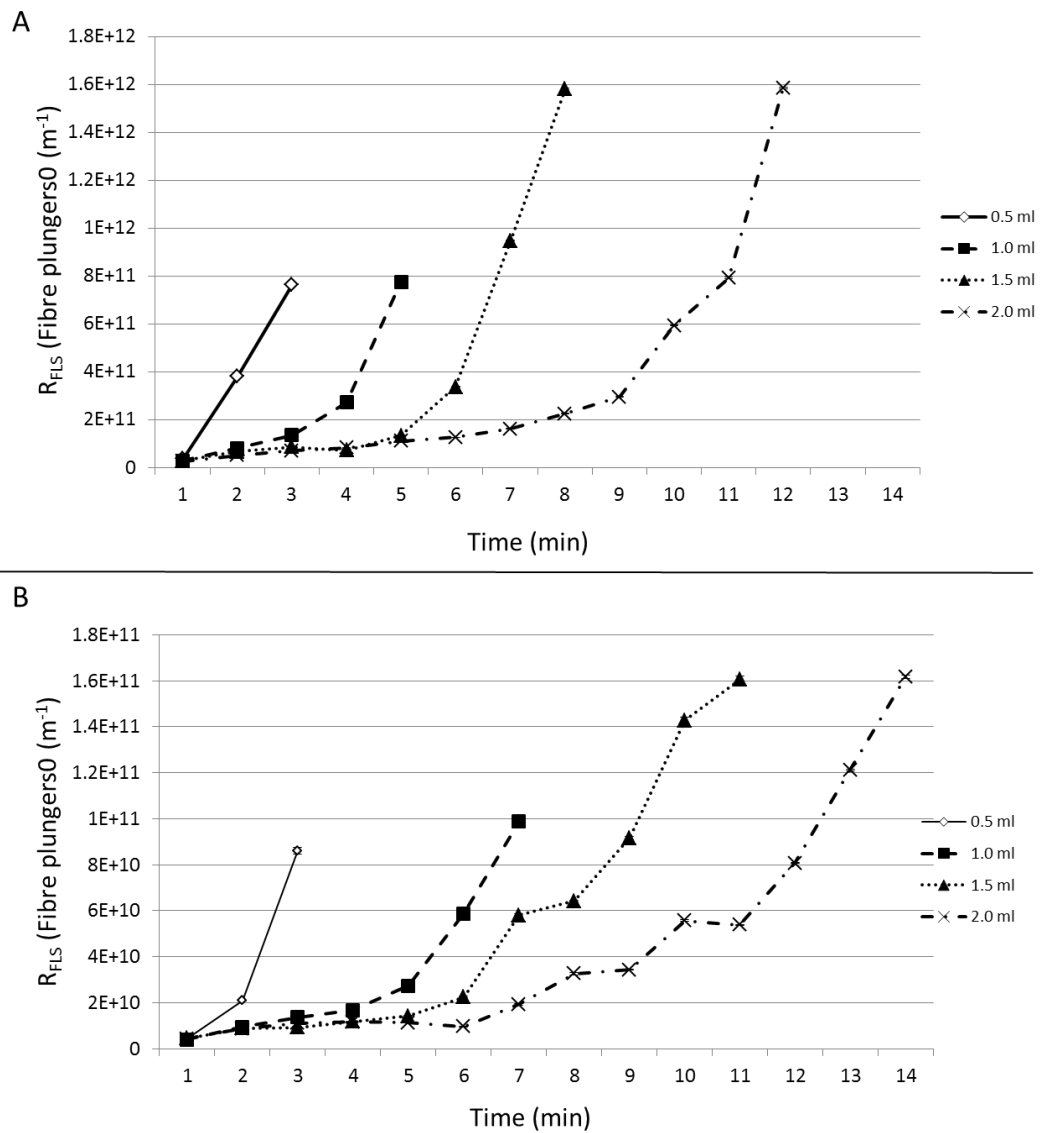 A
1.8E+12
1.6E+12
1.4E+12
1.2E+12
1E+12
8E+11
6E+11
4E+11
2E+11
0
R_FLS (Fibre plungers0 (m⁻¹)
1 2 3 4 5 6 7 8 9 10 11 12 13 14
Time (min)
0.5 ml
1.0 ml
1.5 ml
2.0 ml
B
1.8E+11
1.6E+11
1.4E+11
1.2E+11
1E+11
8E+10
6E+10
4E+10
2E+10
0
R_FLS (Fibre plungers0 (m⁻¹)
1 2 3 4 5 6 7 8 9 10 11 12 13 14
Time (min)
0.5 ml
1.0 ml
1.5 ml
2.0 ml